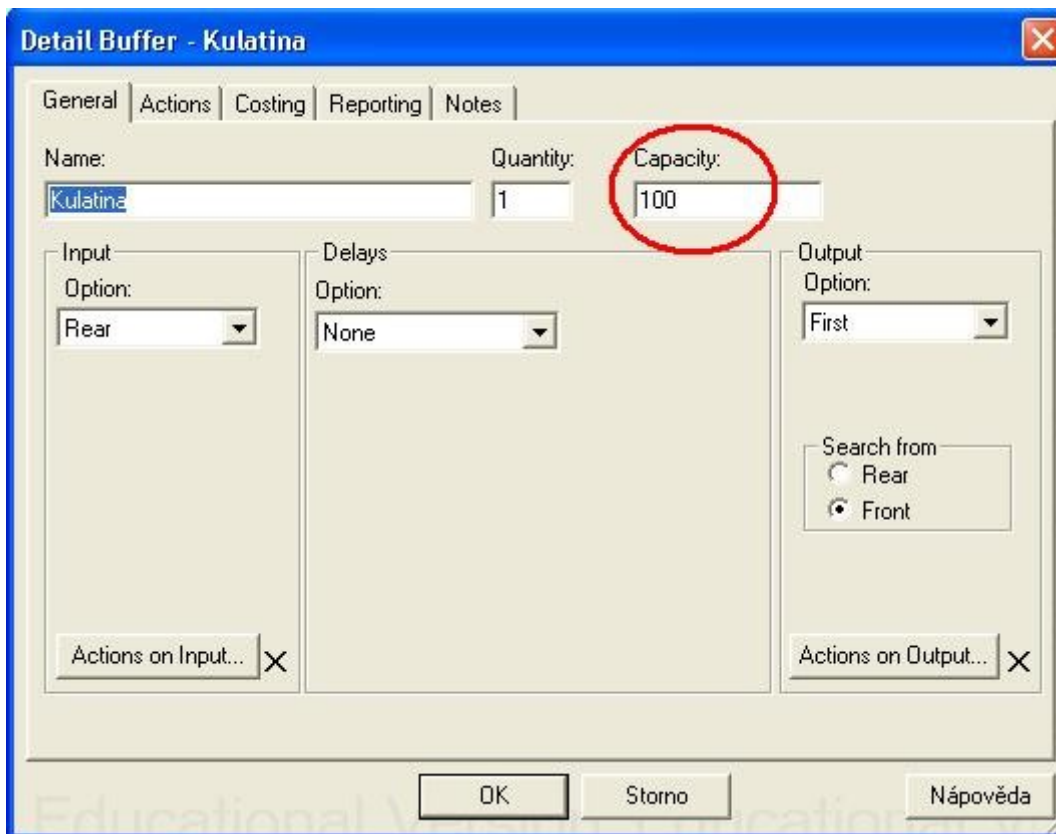 Detail Buffer - Kulatina
General Actions Costing Reporting Notes
Name: Quantity: Capacity:
Kulatina 1 100
Input Delays Output
Option: Option: Option:
Rear None First
Search from
Rear
Front
Actions on Input... Actions on Output...
OK Storno Nápověda
Educational Version Educational